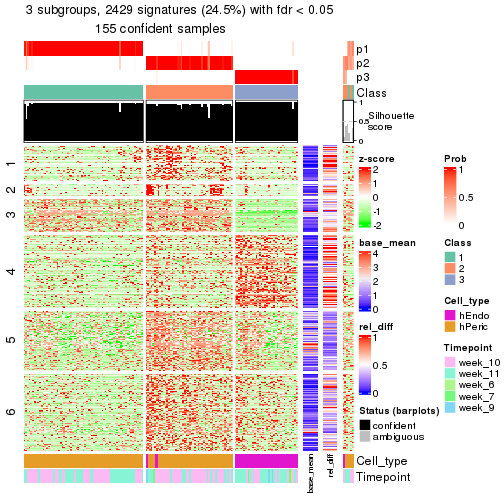 3 subgroups, 2429 signatures (24.5%) with fdr < 0.05
155 confident samples
p1
p2
p3
Class
1
0.5
0
Silhouette
score
1
2
3
4
5
6
z-score
2
1
0
-1
-2
base_mean
4
3
2
1
0
rel_diff
1
0.5
0
Status (barplots)
confident
ambiguous
Prob
1
0.5
0
Class
1
2
3
Cell_type
hEndo
hPeric
Timepoint
week_10
week_11
week_6
week_7
week_9
base_mean
rel_diff
Cell_type
Timepoint